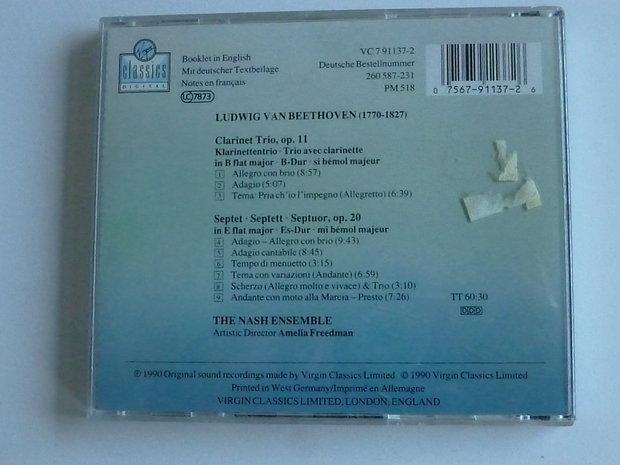 Virgin
classics
DIGITAL
Booklet in English
Mit deutscher Textbeilage
Notes en français
LC 7873
VC 7 91137-2
Deutsche Bestellnummer
260 587-231
PM 518
0 7567-91137-2 6
LUDWIG VAN BEETHOVEN (1770-1827)
Clarinet Trio, op. 11
Klarinettentrio · Trio avec clarinette
in B flat major · B-Dur · si bémol majeur
1 Allegro con brio (8:57)
2 Adagio (5:07)
3 Tema: Pria ch'io l'impegno (Allegretto) (6:39)
Septet · Septett · Septuor, op. 20
in E flat major · Es-Dur · mi bémol majeur
4 Adagio – Allegro con brio (9:43)
5 Adagio cantabile (8:45)
6 Tempo di menuetto (3:15)
7 Tema con variazioni (Andante) (6:59)
8 Scherzo (Allegro molto e vivace) & Trio (3:10)
9 Andante con moto alla Marcia – Presto (7.26)
TT 60:30
DDD
THE NASH ENSEMBLE
Artistic Director Amelia Freedman
℗ 1990 Original sound recordings made by Virgin Classics Limited © 1990 Virgin Classics Limited
Printed in West Germany/Imprimé en Allemagne
VIRGIN CLASSICS LIMITED, LONDON, ENGLAND